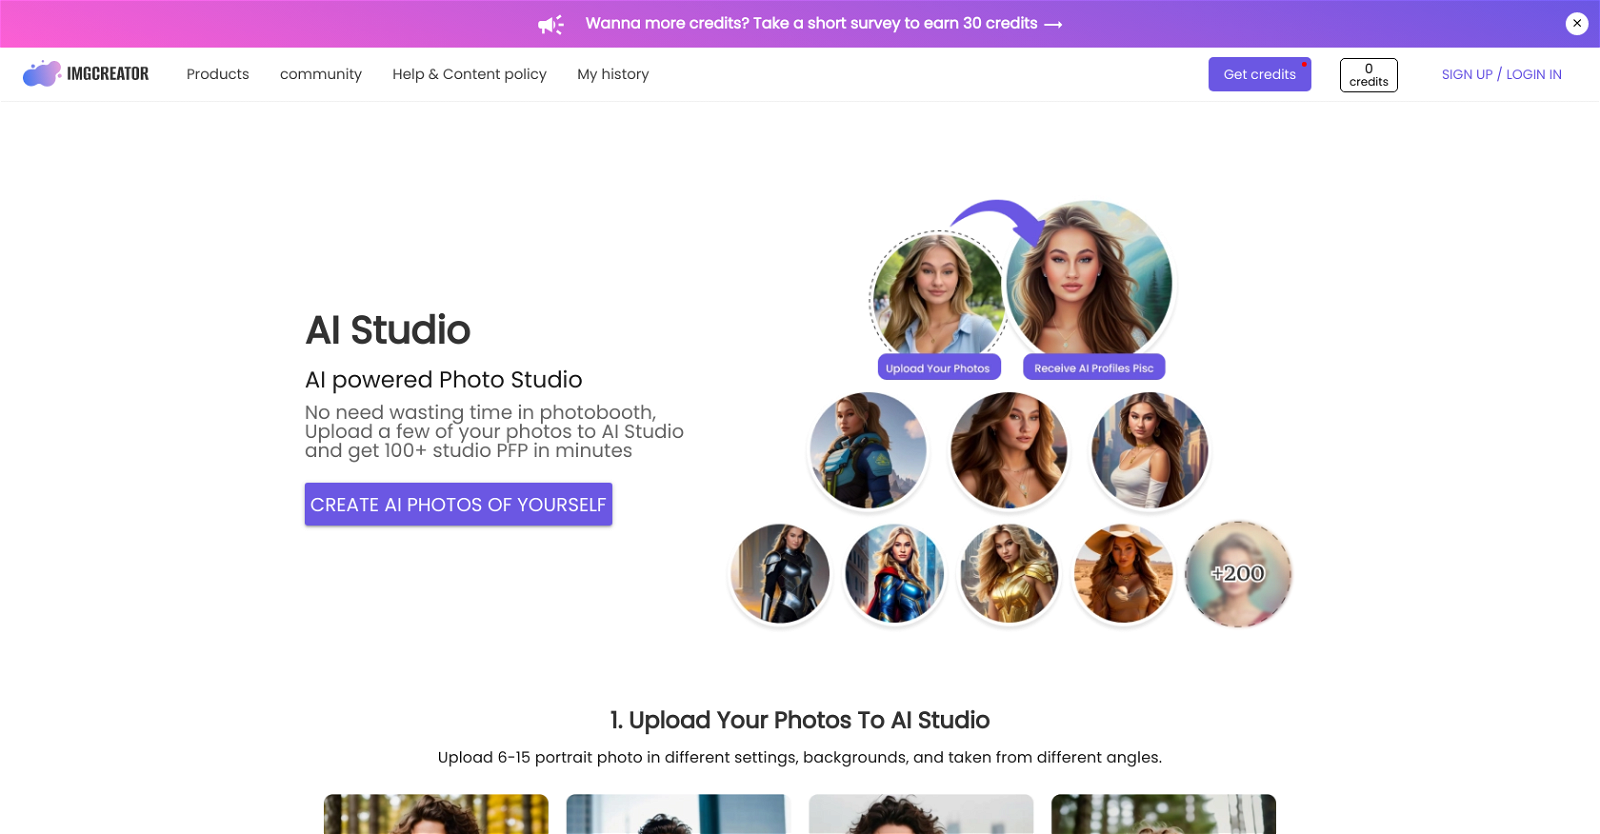 Wanna more credits? Take a short survey to earn 30 credits →
IMGCREATOR
Products
community
Help & Content policy
My history
Get credits
0
credits
SIGN UP / LOGIN IN
AI Studio
AI powered Photo Studio
No need wasting time in photobooth,
Upload a few of your photos to AI Studio
and get 100+ studio PFP in minutes
CREATE AI PHOTOS OF YOURSELF
Upload Your Photos
Receive AI Profiles Pisc
+200
1. Upload Your Photos To AI Studio
Upload 6-15 portrait photo in different settings, backgrounds, and taken from different angles.